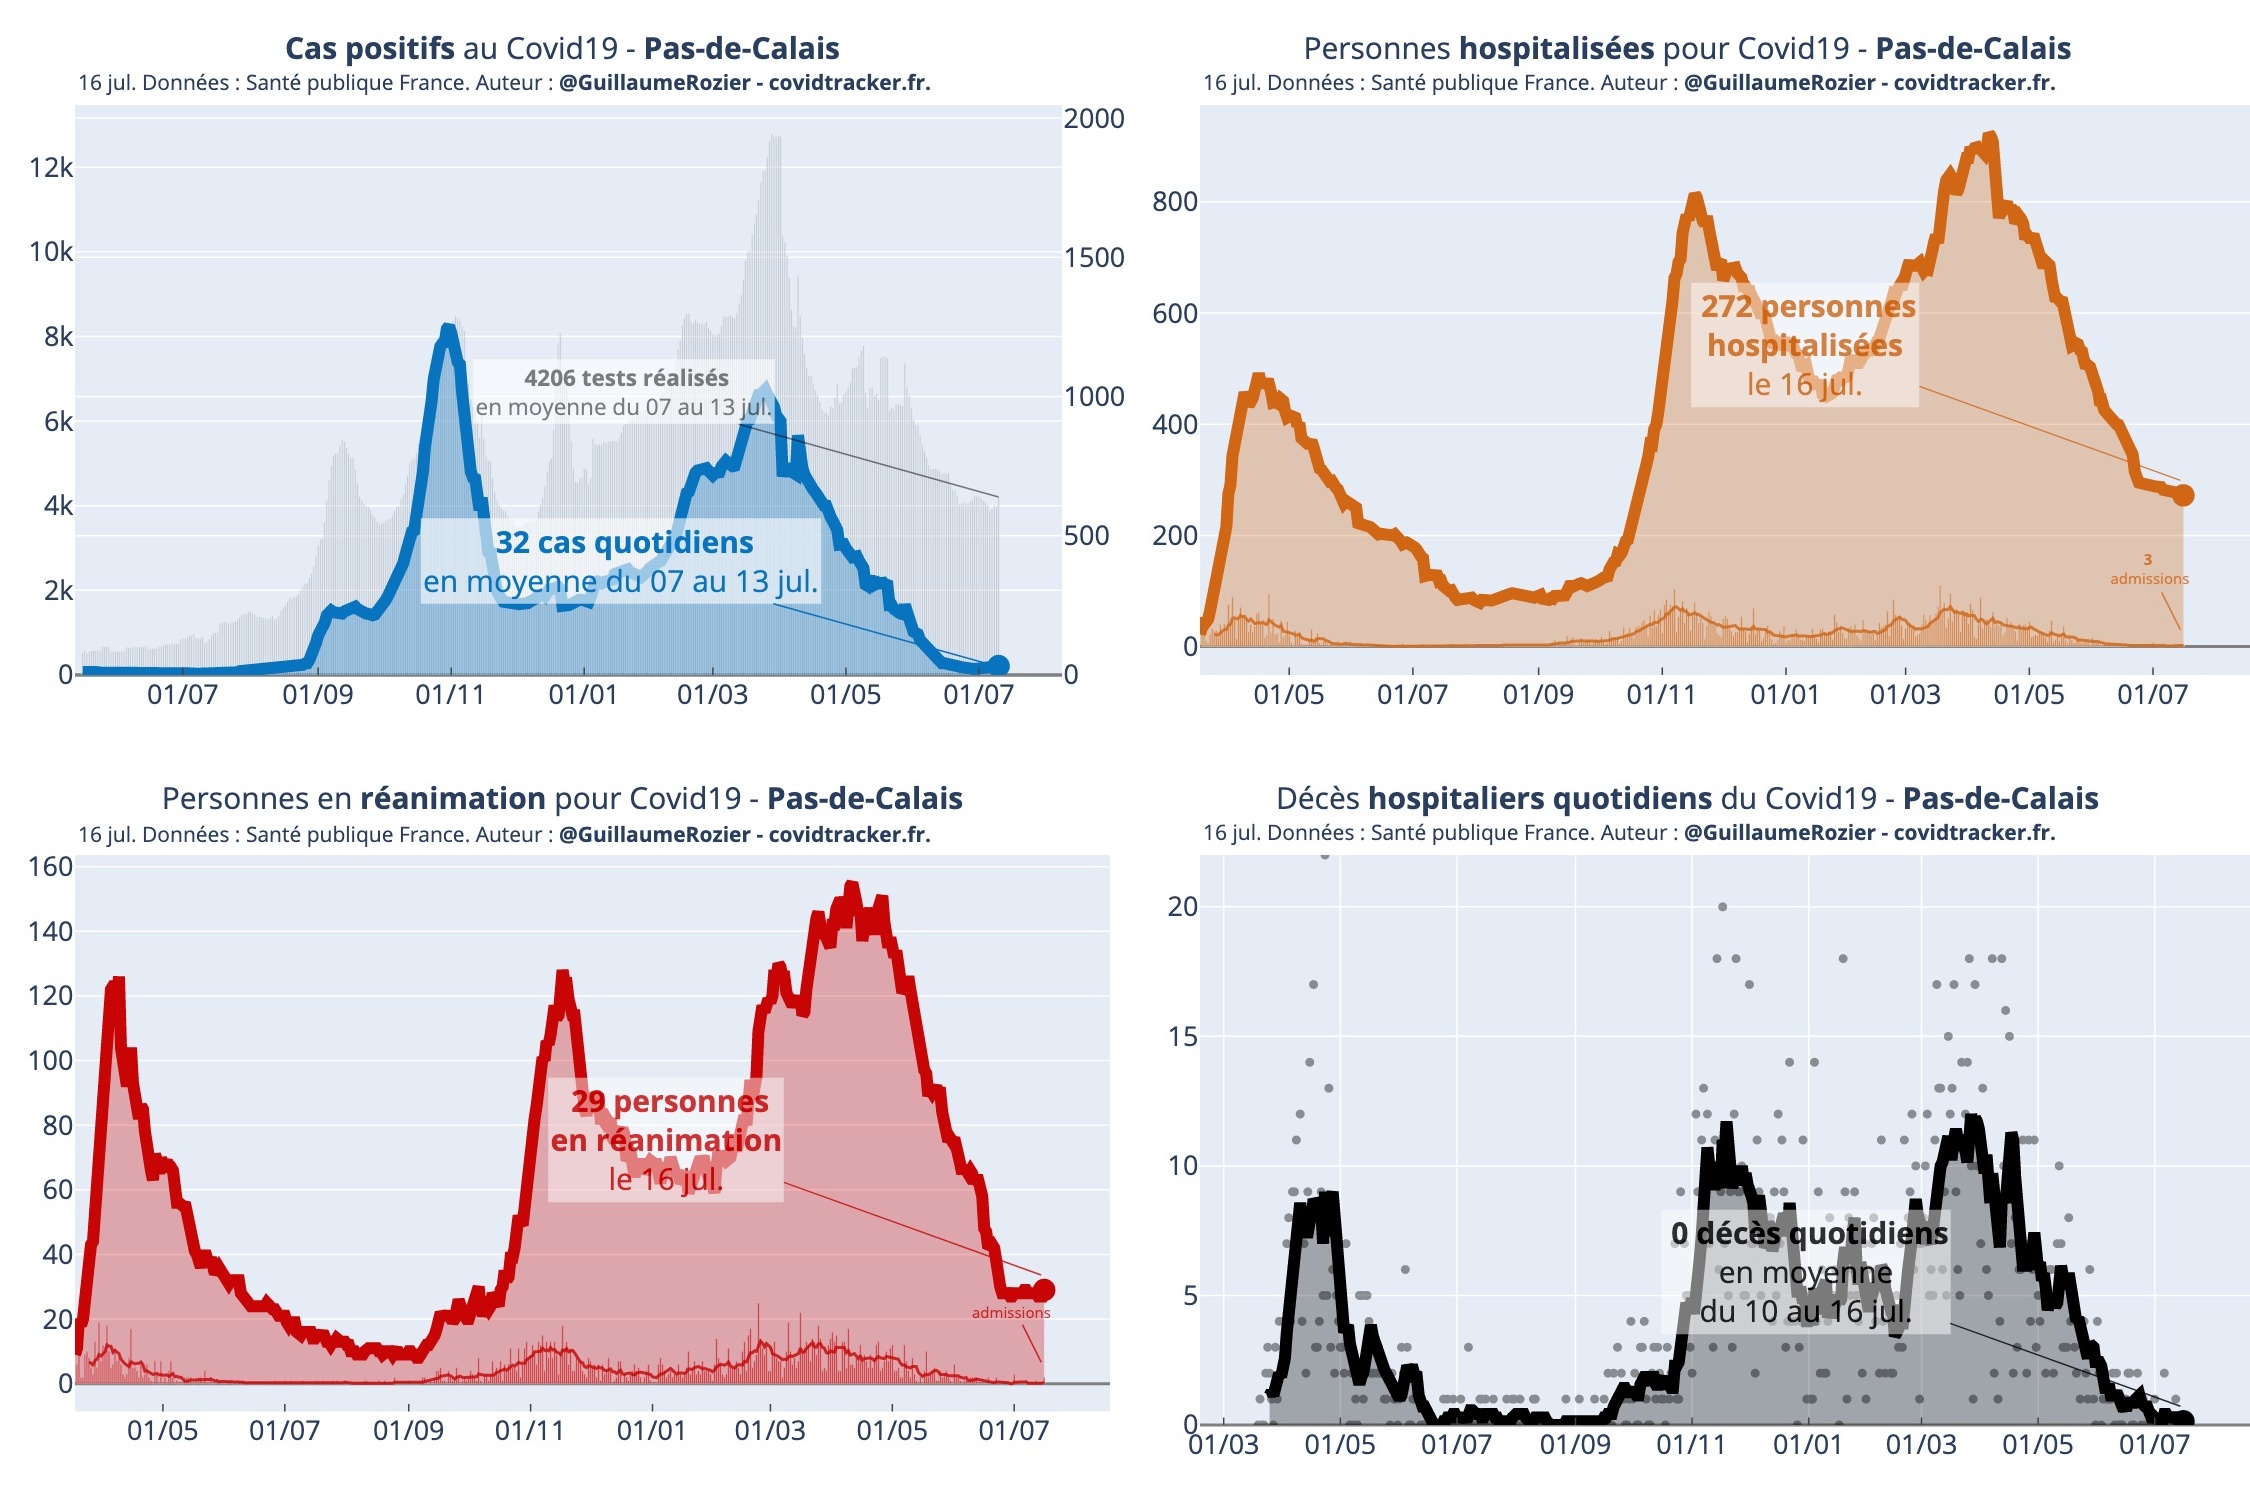 Cas positifs au Covid19 - Pas-de-Calais
16 jul. Données : Santé publique France. Auteur : @GuillaumeRozier - covidtracker.fr.
12k
10k
8k
6k
4k
2k
0
2000
1500
1000
500
0
4206 tests réalisés
en moyenne du 07 au 13 jul.
32 cas quotidiens
en moyenne du 07 au 13 jul.
01/07
01/09
01/11
01/01
01/03
01/05
01/07
Personnes hospitalisées pour Covid19 - Pas-de-Calais
16 jul. Données : Santé publique France. Auteur : @GuillaumeRozier - covidtracker.fr.
800
600
400
200
0
272 personnes
hospitalisées
le 16 jul.
3
admissions
01/05
01/07
01/09
01/11
01/01
01/03
01/05
01/07
Personnes en réanimation pour Covid19 - Pas-de-Calais
16 jul. Données : Santé publique France. Auteur : @GuillaumeRozier - covidtracker.fr.
160
140
120
100
80
60
40
20
0
29 personnes
en réanimation
le 16 jul.
admissions
01/05
01/07
01/09
01/11
01/01
01/03
01/05
01/07
Décès hospitaliers quotidiens du Covid19 - Pas-de-Calais
16 jul. Données : Santé publique France. Auteur : @GuillaumeRozier - covidtracker.fr.
20
15
10
5
0
0 décès quotidiens
en moyenne
du 10 au 16 jul.
01/03
01/05
01/07
01/09
01/11
01/01
01/03
01/05
01/07